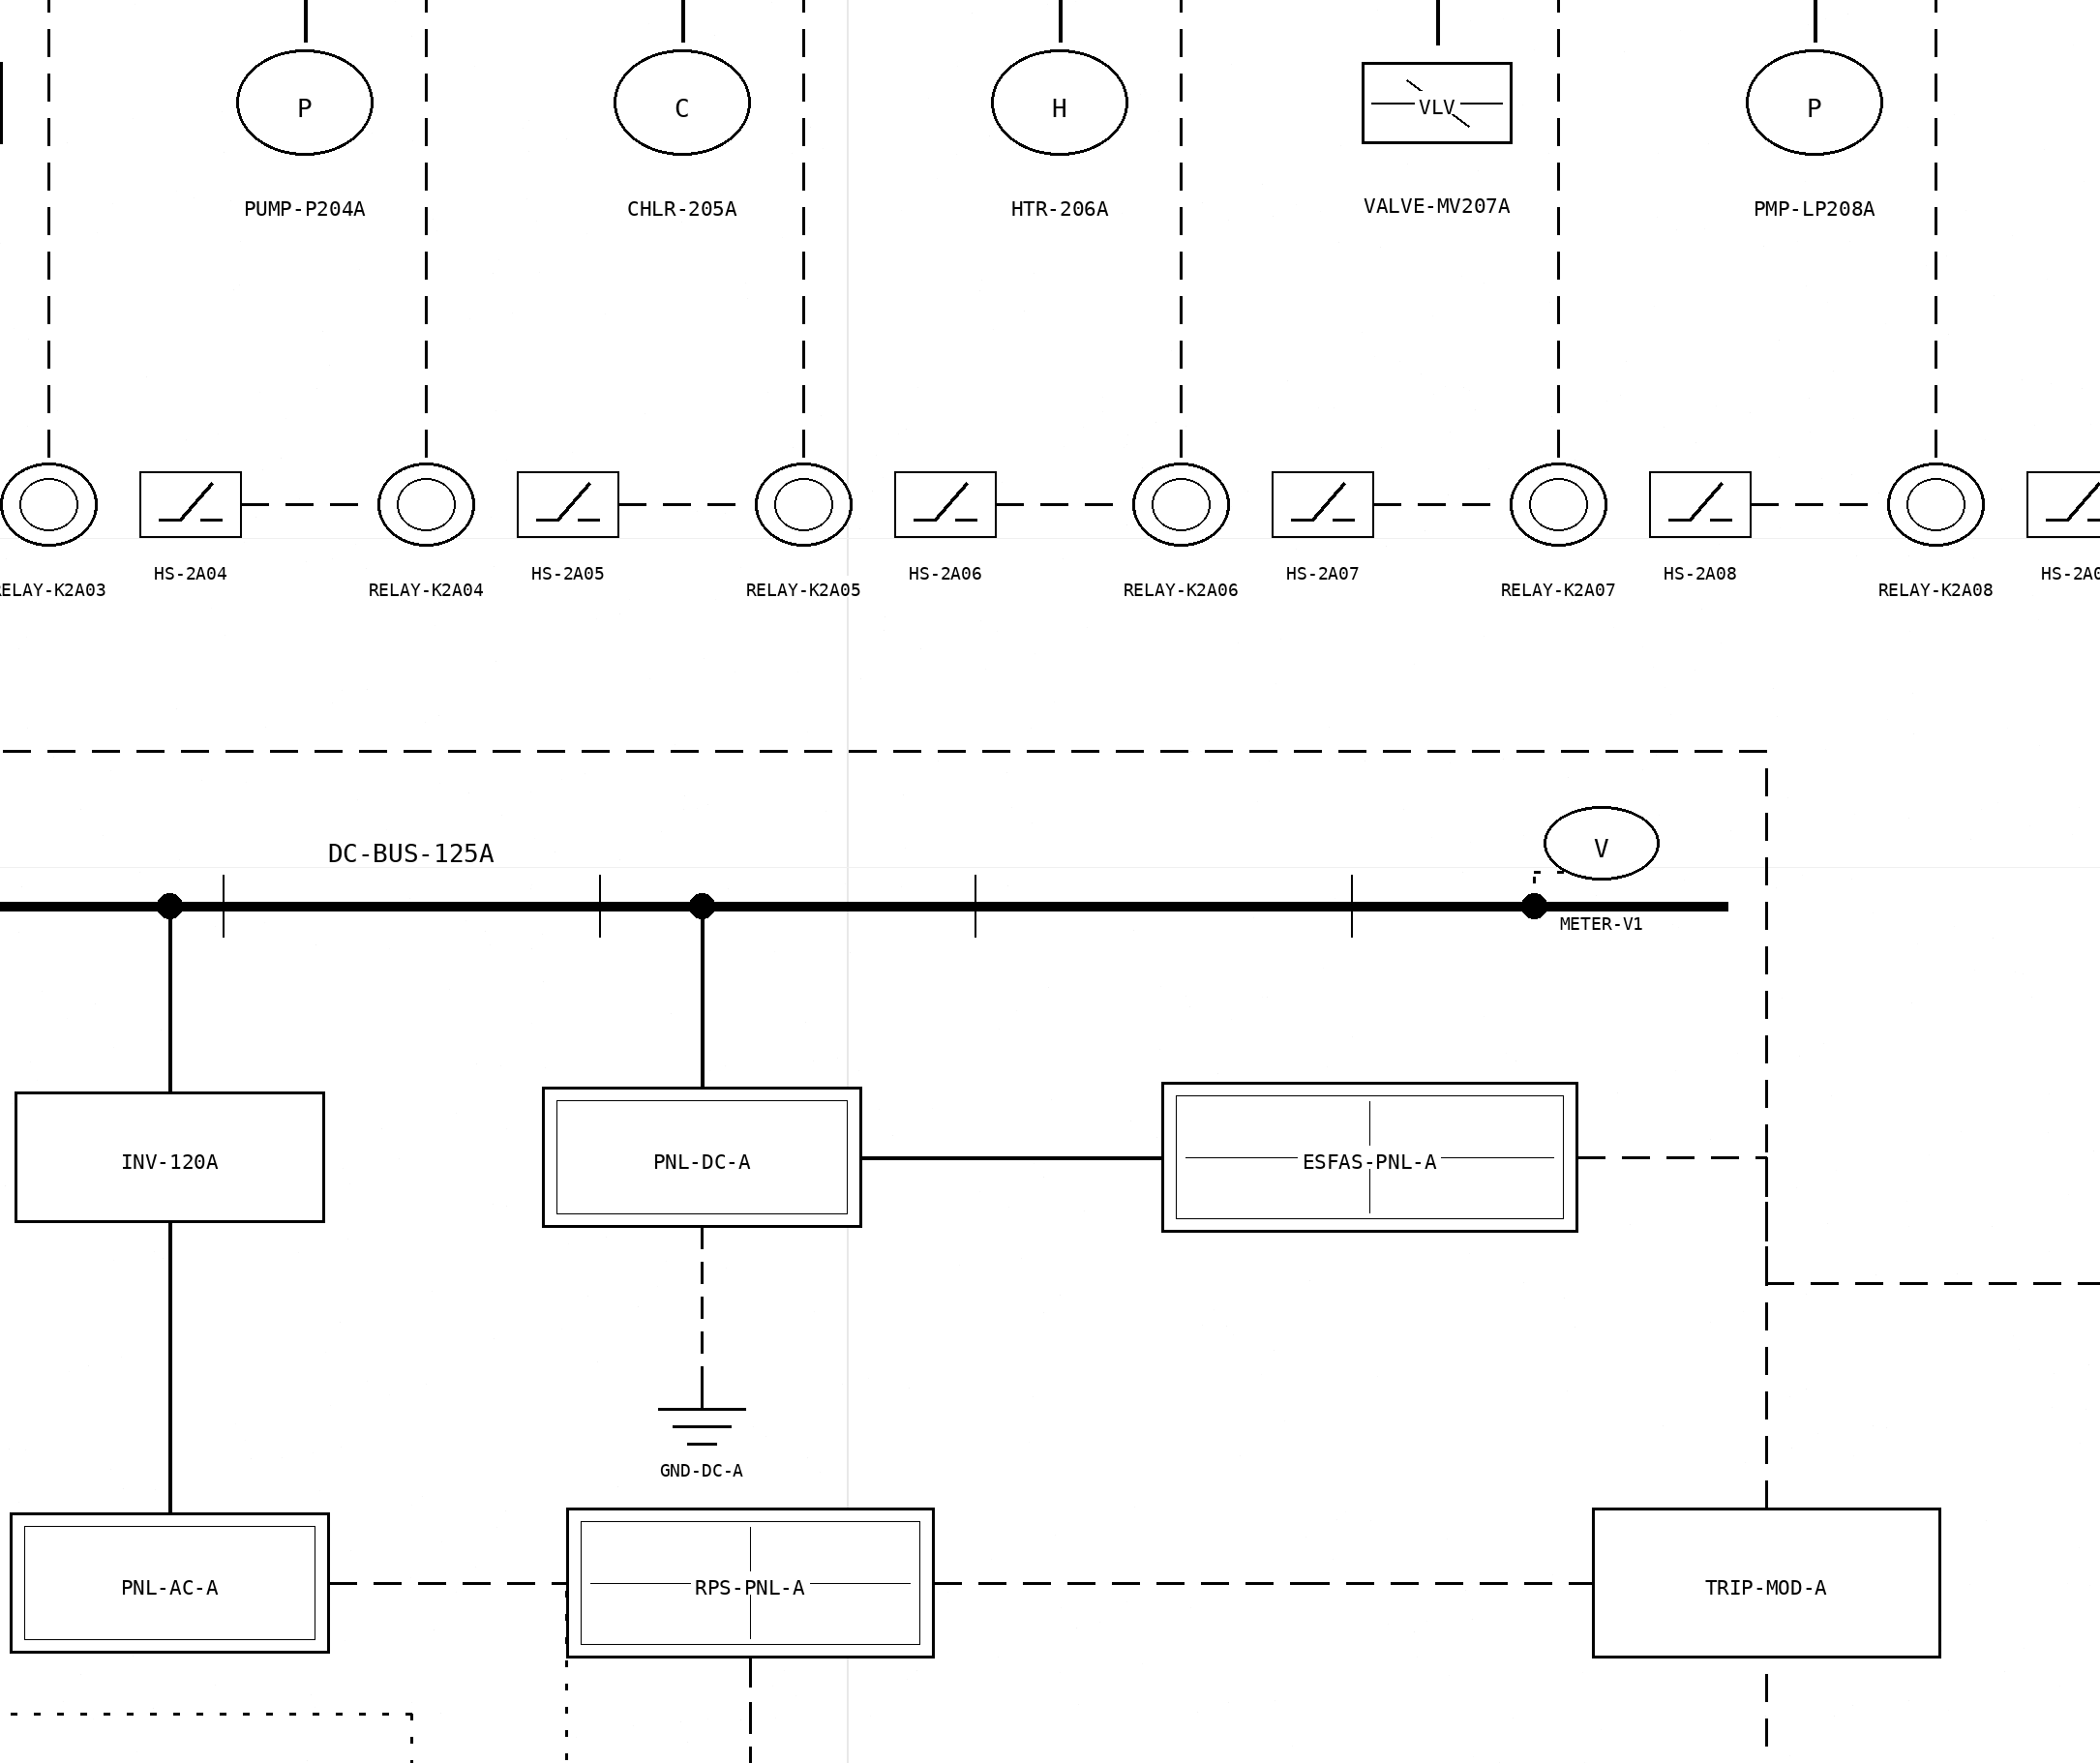 P
C
H
VLV
P
PUMP-P204A
CHLR-205A
HTR-206A
VALVE-MV207A
PMP-LP208A
HS-2A04
HS-2A05
HS-2A06
HS-2A07
HS-2A08
ELAY-K2A03
RELAY-K2A04
RELAY-K2A05
RELAY-K2A06
RELAY-K2A07
RELAY-K2A08
V
DC-BUS-125A
METER-V1
INV-120A
PNL-DC-A
ESFAS-PNL-A
GND-DC-A
PNL-AC-A
RPS-PNL-A
TRIP-MOD-A